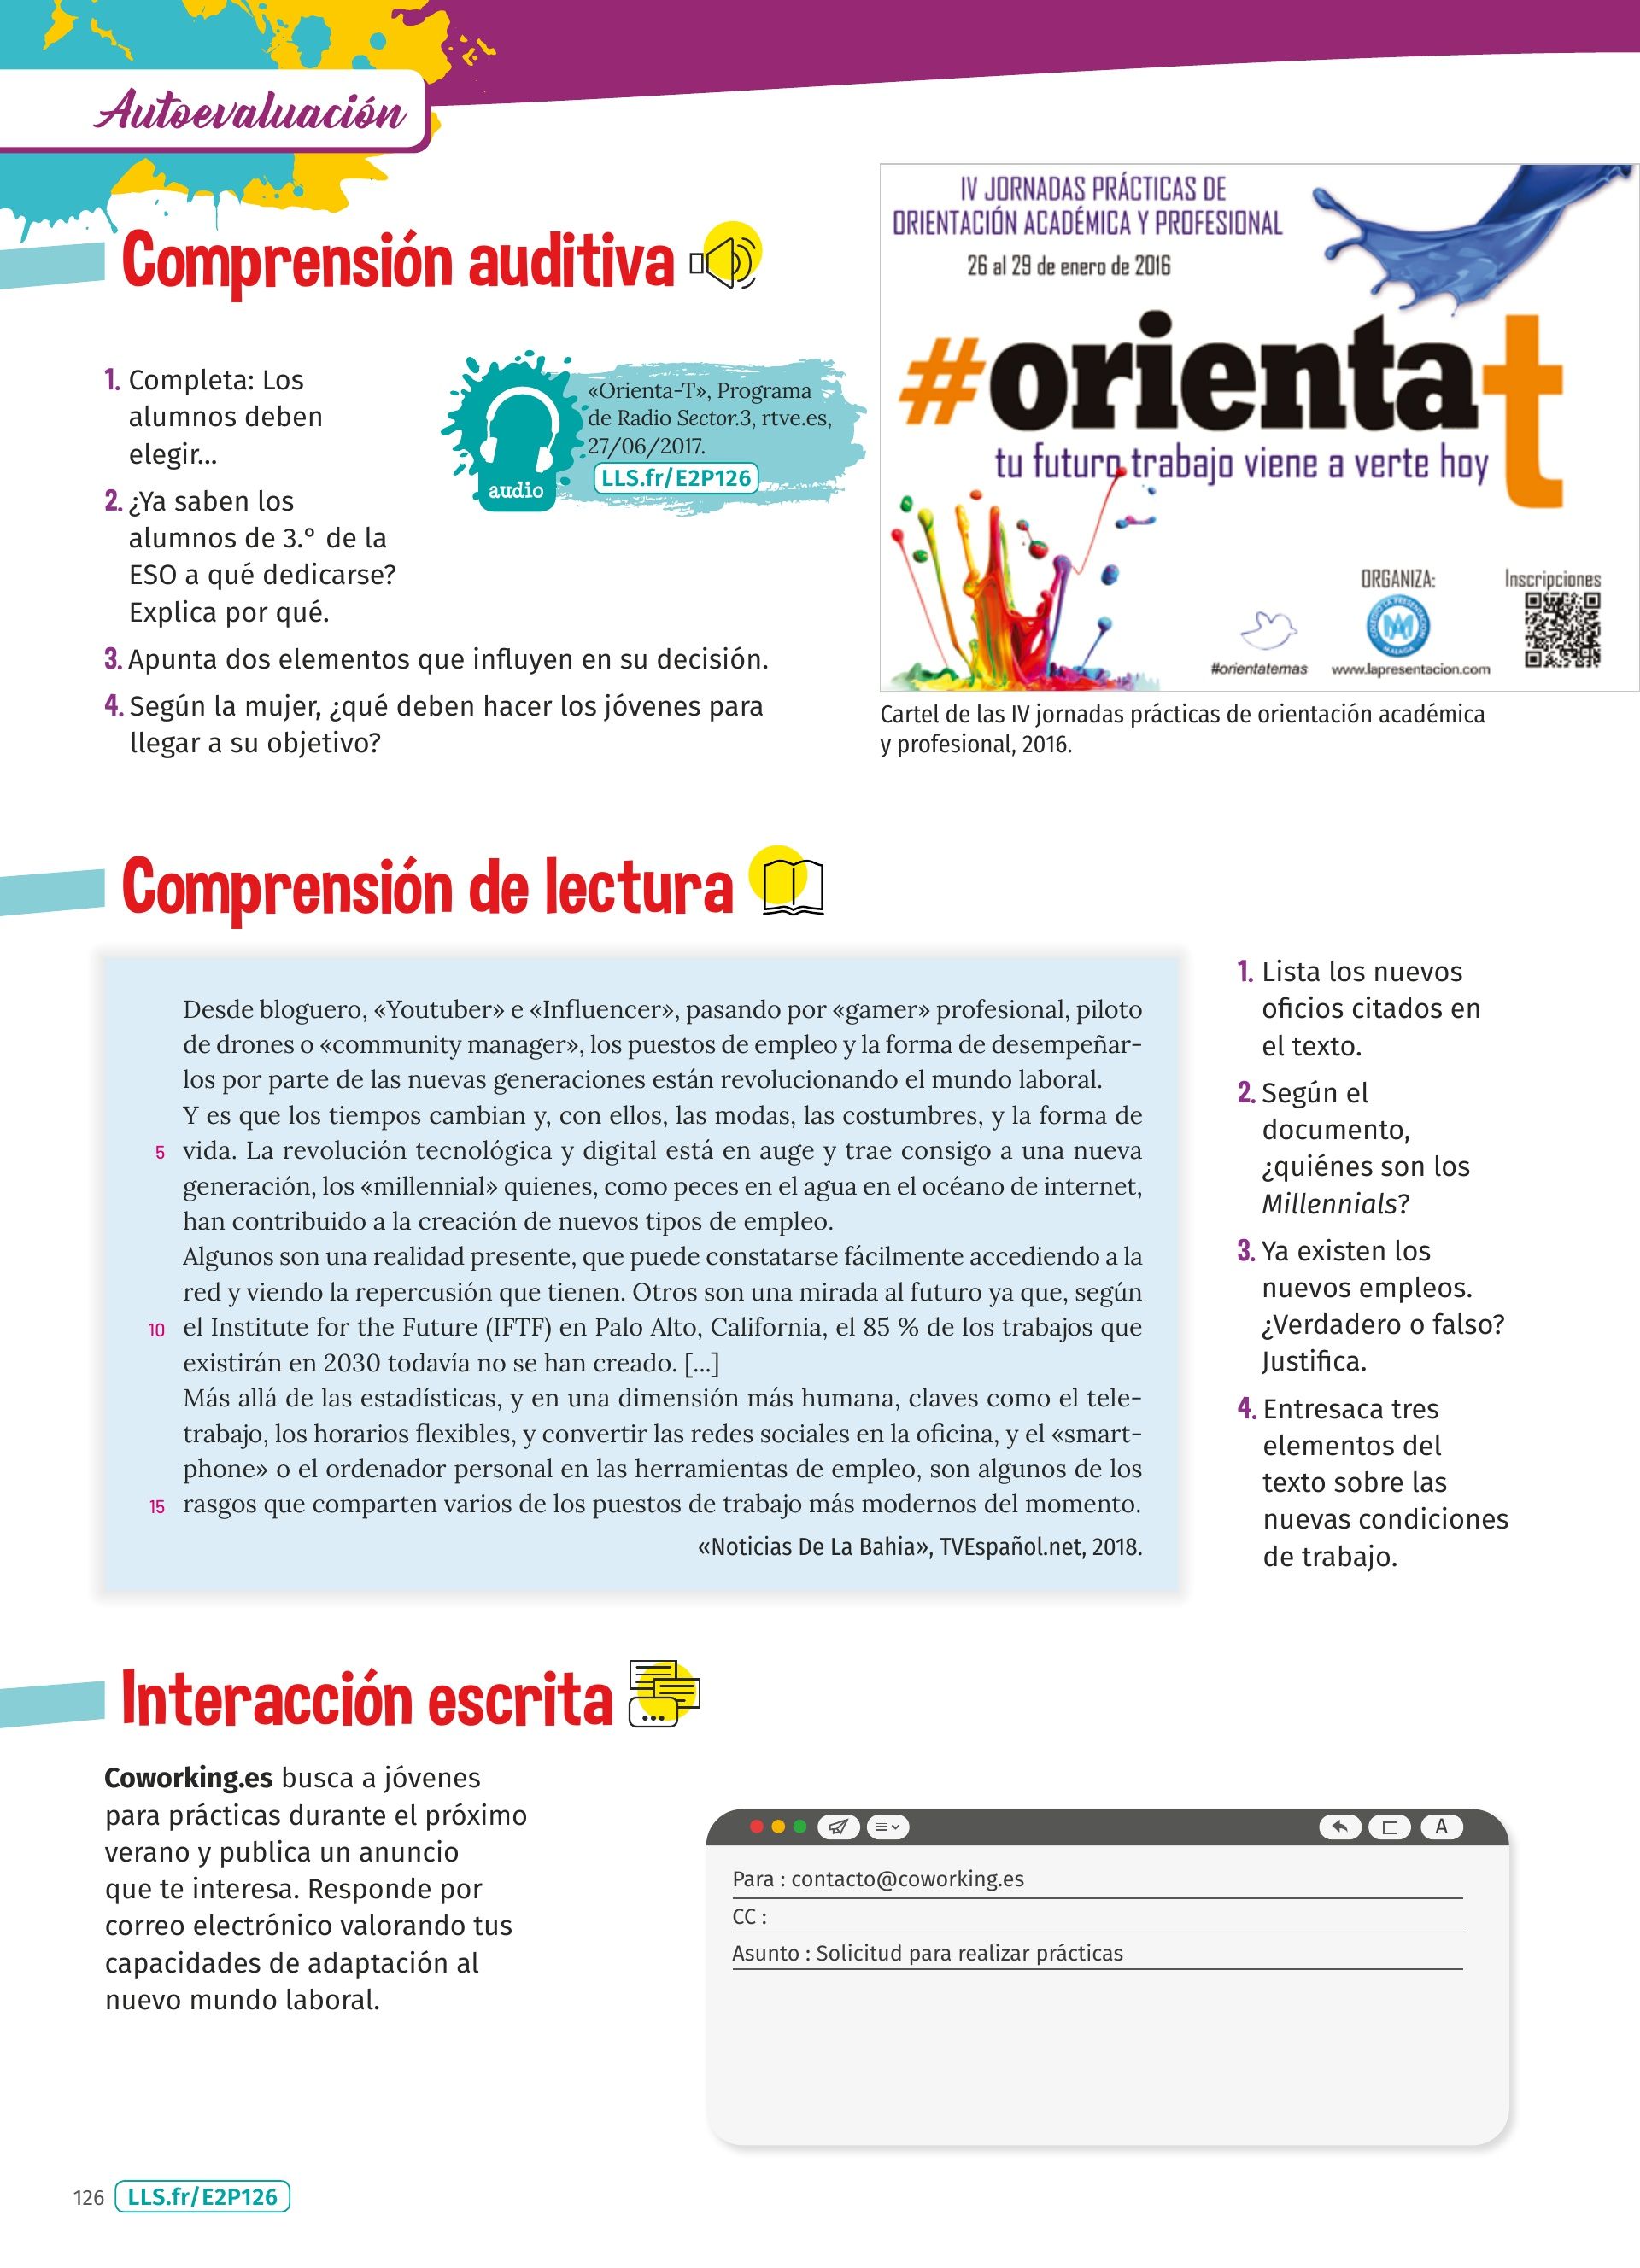 Autoevaluación
Comprensión auditiva
1. Completa: Los
alumnos deben
elegir...
2. ¿Ya saben los
alumnos de 3.° de la
ESO a qué dedicarse?
Explica por qué.
3. Apunta dos elementos que influyen en su decisión.
4. Según la mujer, ¿qué deben hacer los jóvenes para
llegar a su objetivo?
audio
«Orienta-T», Programa
de Radio Sector.3, rtve.es,
27/06/2017.
LLS.fr/E2P126
IV JORNADAS PRÁCTICAS DE
ORIENTACIÓN ACADÉMICA Y PROFESIONAL
26 al 29 de enero de 2016
#orientat
tu futuro trabajo viene a verte hoy
ORGANIZA:
Inscripciones
COLEGIO LA PRESENTACIÓN
MÁLAGA
#orientatemas
www.lapresentacion.com
Cartel de las IV jornadas prácticas de orientación académica
y profesional, 2016.
Comprensión de lectura
Desde bloguero, «Youtuber» e «Influencer», pasando por «gamer» profesional, piloto
de drones o «community manager», los puestos de empleo y la forma de desempeñar-
los por parte de las nuevas generaciones están revolucionando el mundo laboral.
Y es que los tiempos cambian y, con ellos, las modas, las costumbres, y la forma de
5 vida. La revolución tecnológica y digital está en auge y trae consigo a una nueva
generación, los «millennial» quienes, como peces en el agua en el océano de internet,
han contribuido a la creación de nuevos tipos de empleo.
Algunos son una realidad presente, que puede constatarse fácilmente accediendo a la
red y viendo la repercusión que tienen. Otros son una mirada al futuro ya que, según
10 el Institute for the Future (IFTF) en Palo Alto, California, el 85 % de los trabajos que
existirán en 2030 todavía no se han creado. [...]
Más allá de las estadísticas, y en una dimensión más humana, claves como el tele-
trabajo, los horarios flexibles, y convertir las redes sociales en la oficina, y el «smart-
phone» o el ordenador personal en las herramientas de empleo, son algunos de los
15 rasgos que comparten varios de los puestos de trabajo más modernos del momento.
«Noticias De La Bahia», TVEspañol.net, 2018.
1. Lista los nuevos
oficios citados en
el texto.
2. Según el
documento,
¿quiénes son los
Millennials?
3. Ya existen los
nuevos empleos.
¿Verdadero o falso?
Justifica.
4. Entresaca tres
elementos del
texto sobre las
nuevas condiciones
de trabajo.
Interacción escrita
Coworking.es busca a jóvenes
para prácticas durante el próximo
verano y publica un anuncio
que te interesa. Responde por
correo electrónico valorando tus
capacidades de adaptación al
nuevo mundo laboral.
A
Para : contacto@coworking.es
CC :
Asunto : Solicitud para realizar prácticas
126 LLS.fr/E2P126